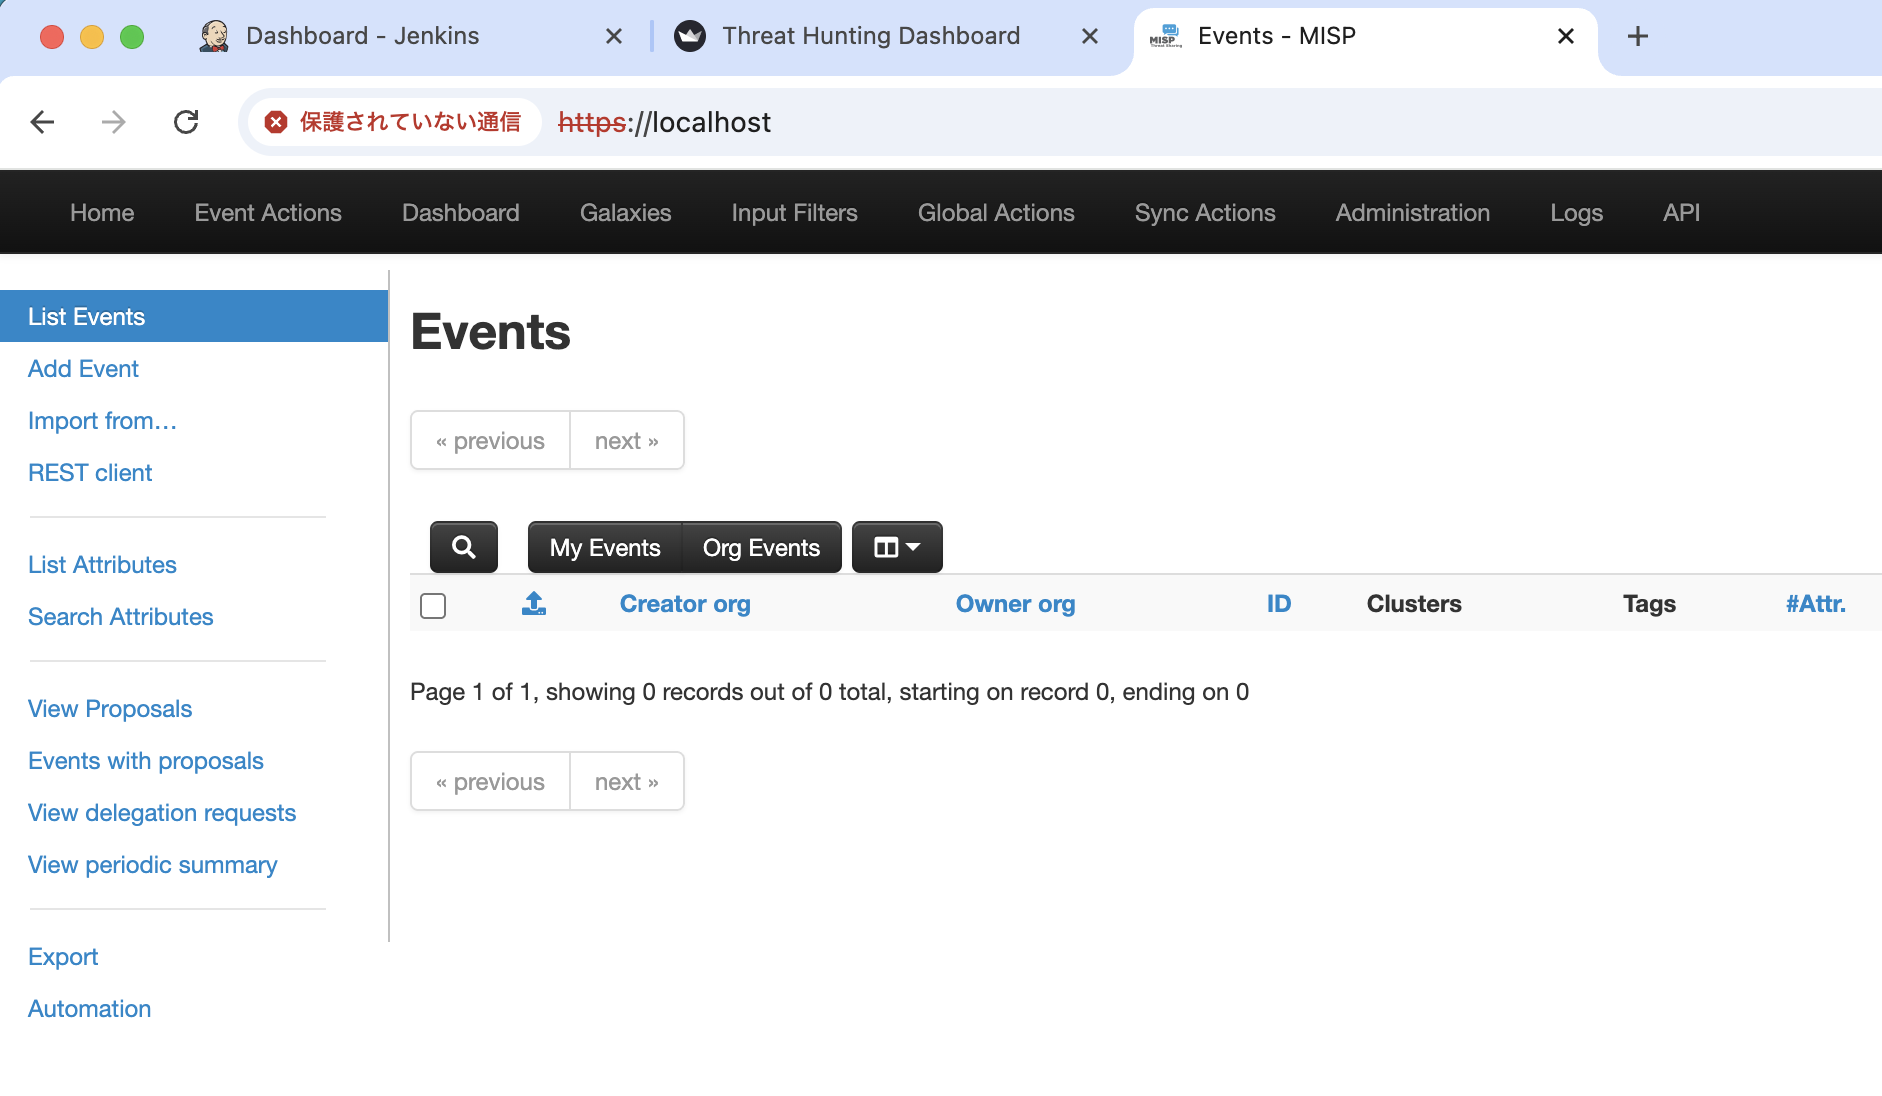 Dashboard - Jenkins
Threat Hunting Dashboard
MISP
Threat Sharing
Events - MISP
保護されていない通信
https://localhost
Home Event Actions Dashboard Galaxies Input Filters Global Actions Sync Actions Administration Logs API
List Events
Add Event
Import from…
REST client
List Attributes
Search Attributes
View Proposals
Events with proposals
View delegation requests
View periodic summary
Export
Automation
Events
« previous next »
My Events Org Events
Creator org Owner org ID Clusters Tags #Attr.
Page 1 of 1, showing 0 records out of 0 total, starting on record 0, ending on 0
« previous next »